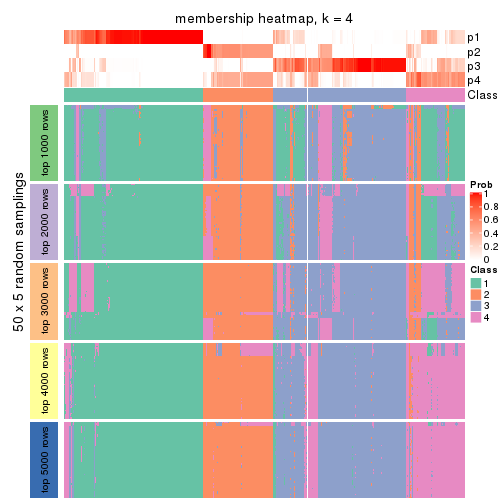 membership heatmap, k = 4
p1
p2
p3
p4
Class
50 x 5 random samplings
top 1000 rows
top 2000 rows
top 3000 rows
top 4000 rows
top 5000 rows
Prob
1
0.8
0.6
0.4
0.2
0
Class
1
2
3
4